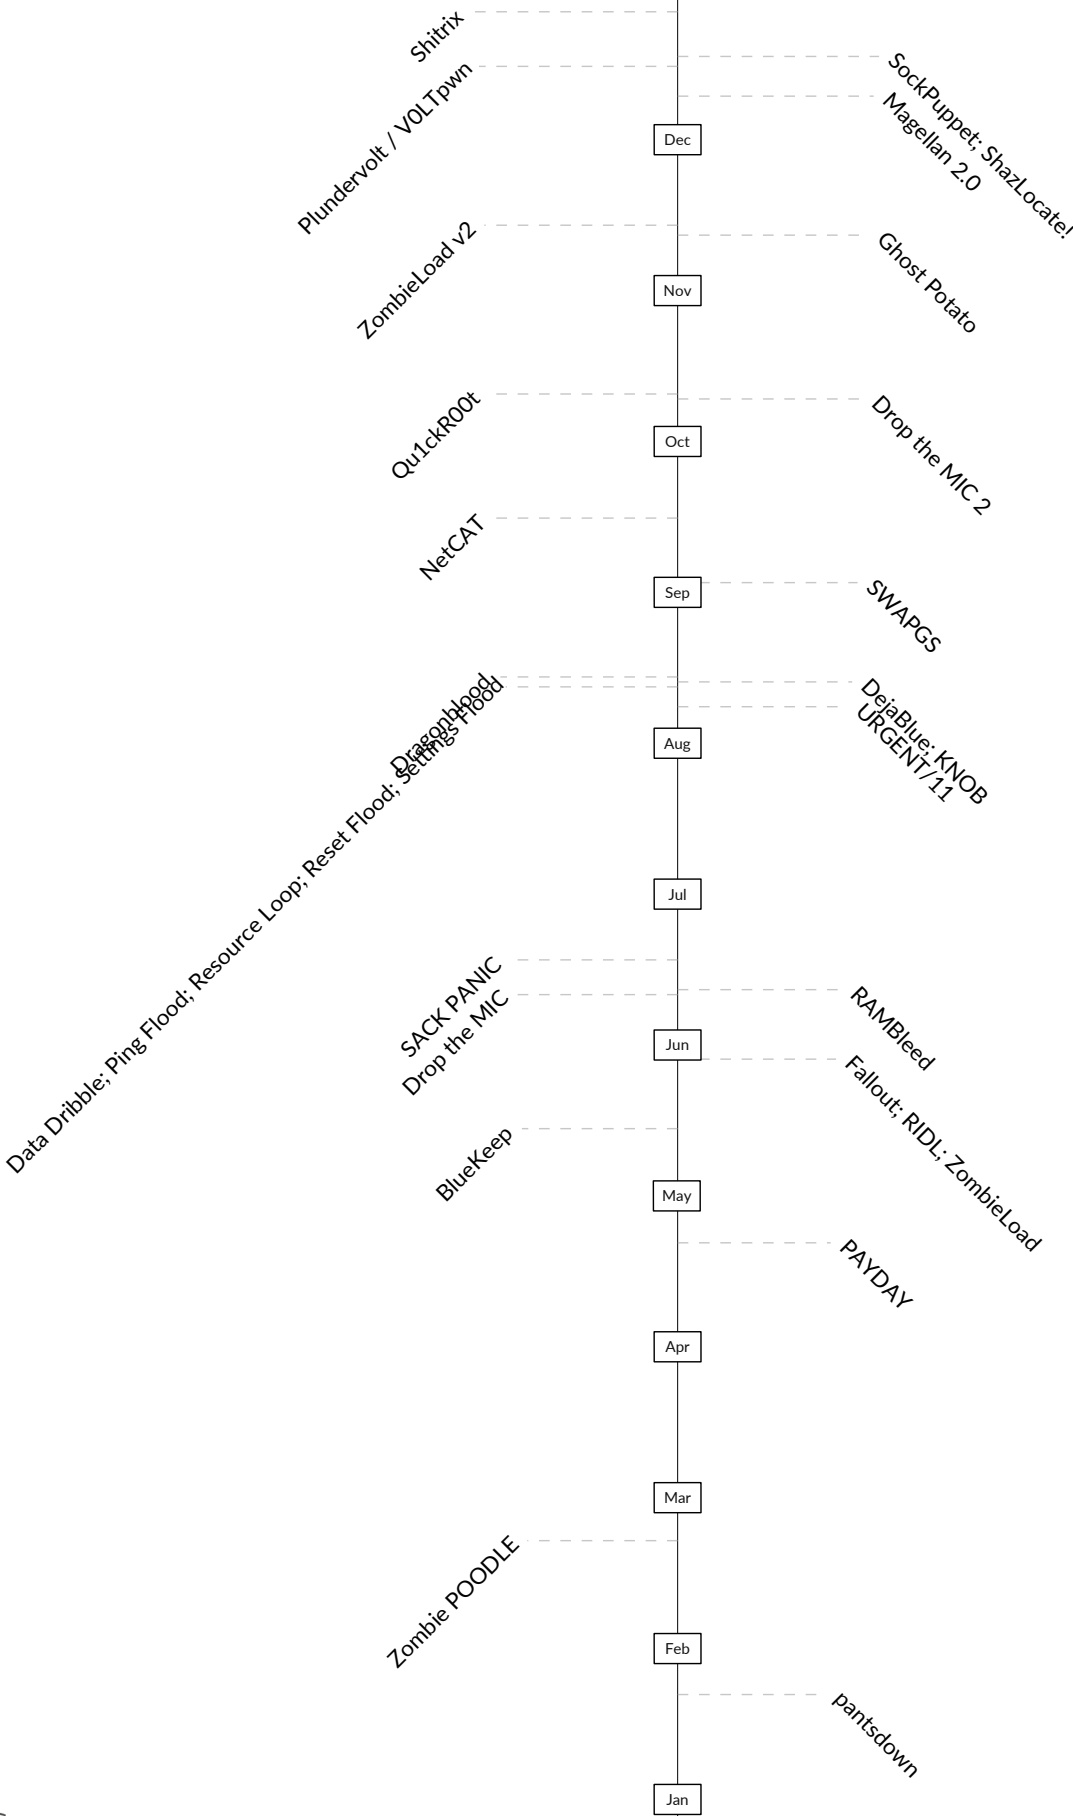 Shitrix
SockPuppet; ShazLocate!
Plundervolt / V0LTpwn
Magellan 2.0
Dec
ZombieLoad v2
Ghost Potato
Nov
Qu1ckR00t
Drop the MIC 2
Oct
NetCAT
SWAPGS
Sep
Dragonblood
DejaBlue; KNOB
Data Dribble; Ping Flood; Resource Loop; Reset Flood; Settings Flood
URGENT/11
Aug
Jul
SACK PANIC
RAMBleed
Drop the MIC
Jun
Fallout; RIDL; ZombieLoad
BlueKeep
May
PAYDAY
Apr
Mar
Zombie POODLE
Feb
pantsdown
Jan